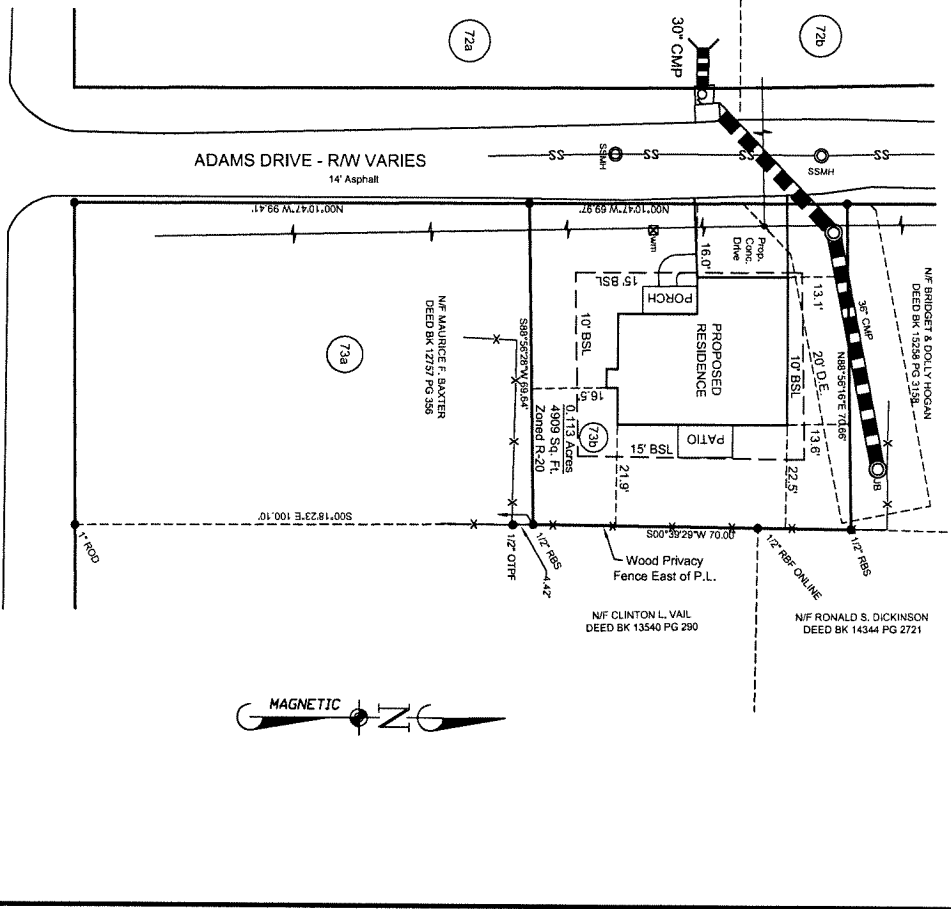 72a
72b
30" CMP
ADAMS DRIVE - R/W VARIES
14' Asphalt
SS
SSMH
SS
SS
SSMH
SS
N00°10'47"W 99.41'
N00°10'47"W 69.97'
wm
16.0'
Prop.
Conc.
Drive
13.1'
36" CMP
N/F BRIDGET & DOLLY HOGAN
DEED BK 15258 PG 3158
15' BSL
PORCH
10' BSL
PROPOSED
RESIDENCE
10' BSL
20' D.E.
N88°56'16"E 70.66'
N/F MAURICE F. BAXTER
DEED BK 12757 PG 356
73a
S88°56'28"W 69.64'
16.5'
0.113 Acres
4909 Sq. Ft.
Zoned R-20
73b
15' BSL
PATIO
13.6'
21.9'
22.5'
JB
S00°18'23"E 100.10'
1" ROD
1/2" OTPF
1/2" RBS
4.42'
1/2" RBF ONLINE
1/2" RBS
Wood Privacy
Fence East of P.L.
N/F CLINTON L. VAIL
DEED BK 13540 PG 290
N/F RONALD S. DICKINSON
DEED BK 14344 PG 2721
MAGNETIC
N